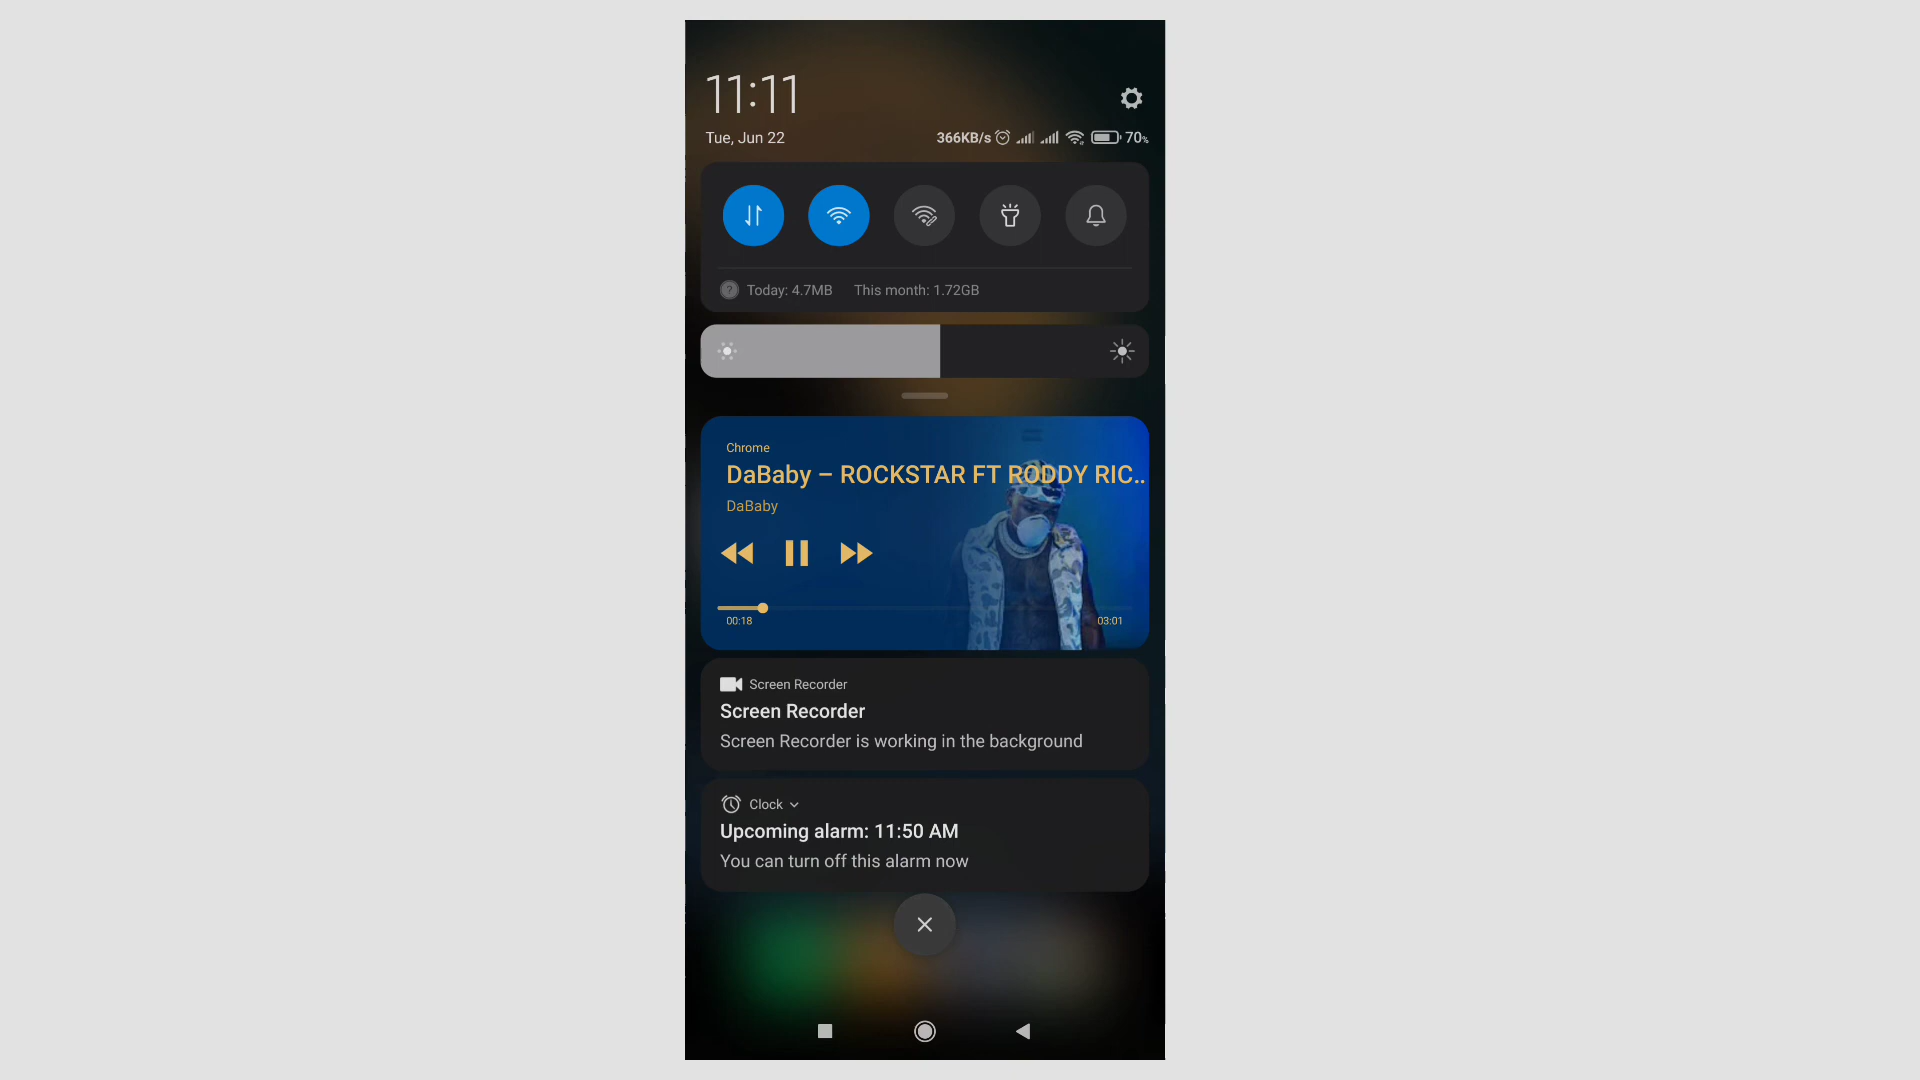 11:11
Tue, Jun 22
366KB/s 70%
Today: 4.7MB This month: 1.72GB
Chrome
DaBaby – ROCKSTAR FT RODDY RIC..
DaBaby
00:18 03:01
Screen Recorder
Screen Recorder
Screen Recorder is working in the background
Clock
Upcoming alarm: 11:50 AM
You can turn off this alarm now